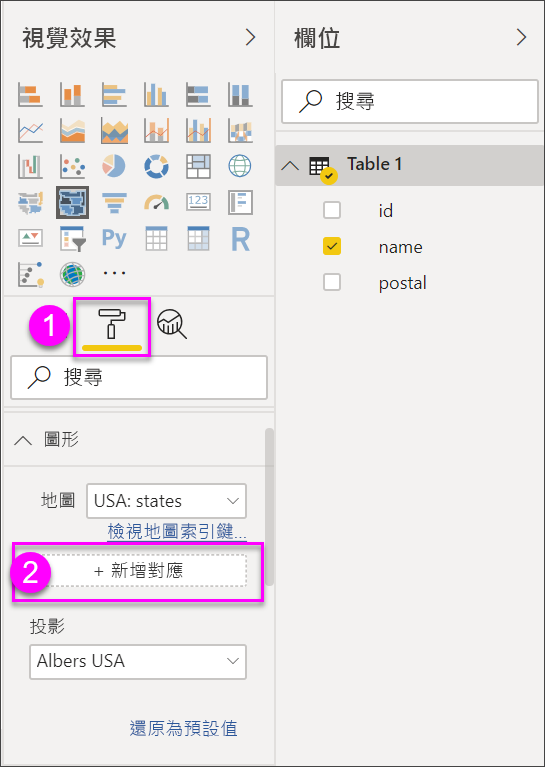 視覺效果
欄位
搜尋
Table 1
id
name
postal
123
Py
R
1
搜尋
圖形
地圖
USA: states
檢視地圖索引鍵...
2
+ 新增對應
投影
Albers USA
還原為預設值